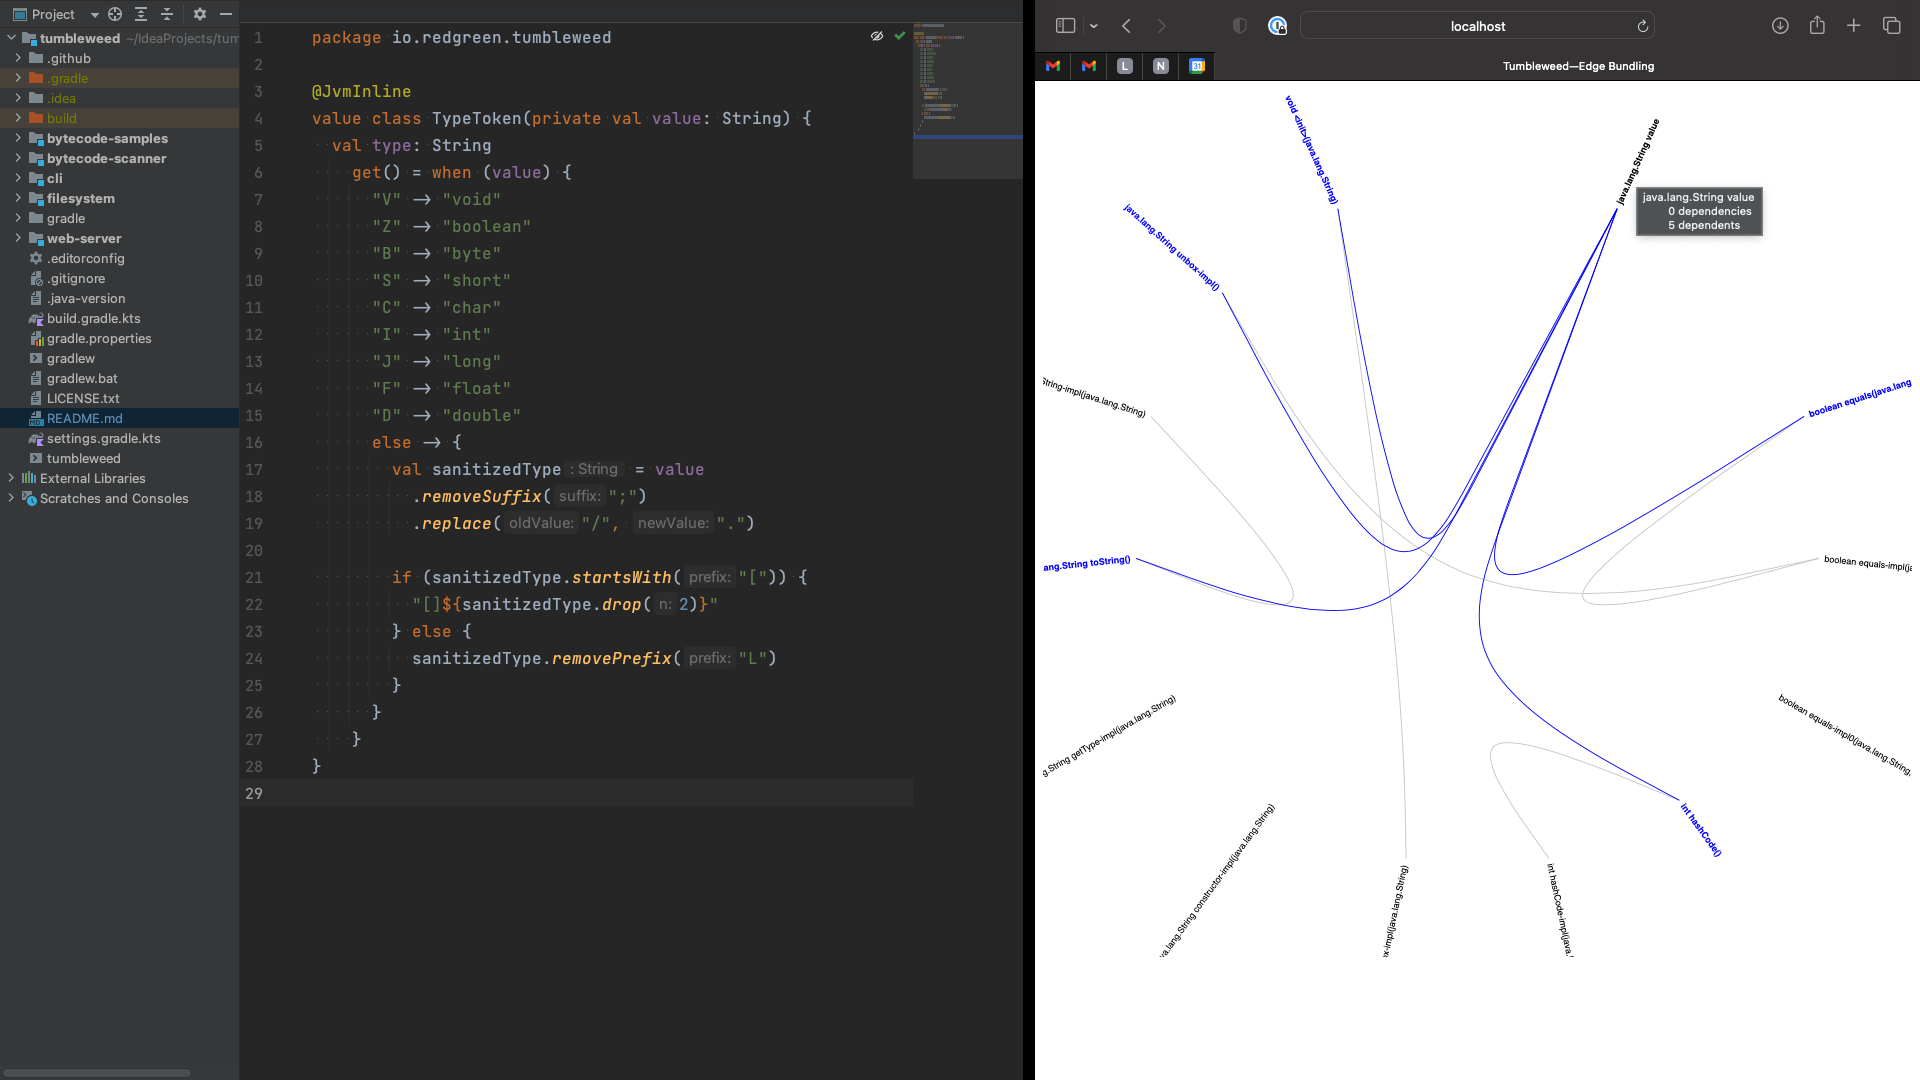 Project
tumbleweed ~/IdeaProjects/tum
.github
.gradle
.idea
build
bytecode-samples
bytecode-scanner
cli
filesystem
gradle
web-server
.editorconfig
.gitignore
.java-version
build.gradle.kts
gradle.properties
gradlew
gradlew.bat
LICENSE.txt
README.md
settings.gradle.kts
tumbleweed
External Libraries
Scratches and Consoles
1 package io.redgreen.tumbleweed
2
3 @JvmInline
4 value class TypeToken(private val value: String) {
5 val type: String
6 get() = when (value) {
7 "V" -> "void"
8 "Z" -> "boolean"
9 "B" -> "byte"
10 "S" -> "short"
11 "C" -> "char"
12 "I" -> "int"
13 "J" -> "long"
14 "F" -> "float"
15 "D" -> "double"
16 else -> {
17 val sanitizedType : String = value
18 .removeSuffix( suffix: ";")
19 .replace( oldValue: "/", newValue: ".")
20
21 if (sanitizedType.startsWith( prefix: "[")) {
22 "[]${sanitizedType.drop( n: 2)}"
23 } else {
24 sanitizedType.removePrefix( prefix: "L")
25 }
26 }
27 }
28 }
29
localhost
L
N
31
Tumbleweed—Edge Bundling
void <init>(java.lang.String)
java.lang.String value
java.lang.String value
0 dependencies
5 dependents
java.lang.String unbox-impl()
String-impl(java.lang.String)
boolean equals(java.lang
ang.String toString()
boolean equals-impl(ja
g.String getType-impl(java.lang.String)
boolean equals-impl0(java.lang.String,
int hashCode()
va.lang.String constructor-impl(java.lang.String)
x-impl(java.lang.String)
int hashCode-impl(java.